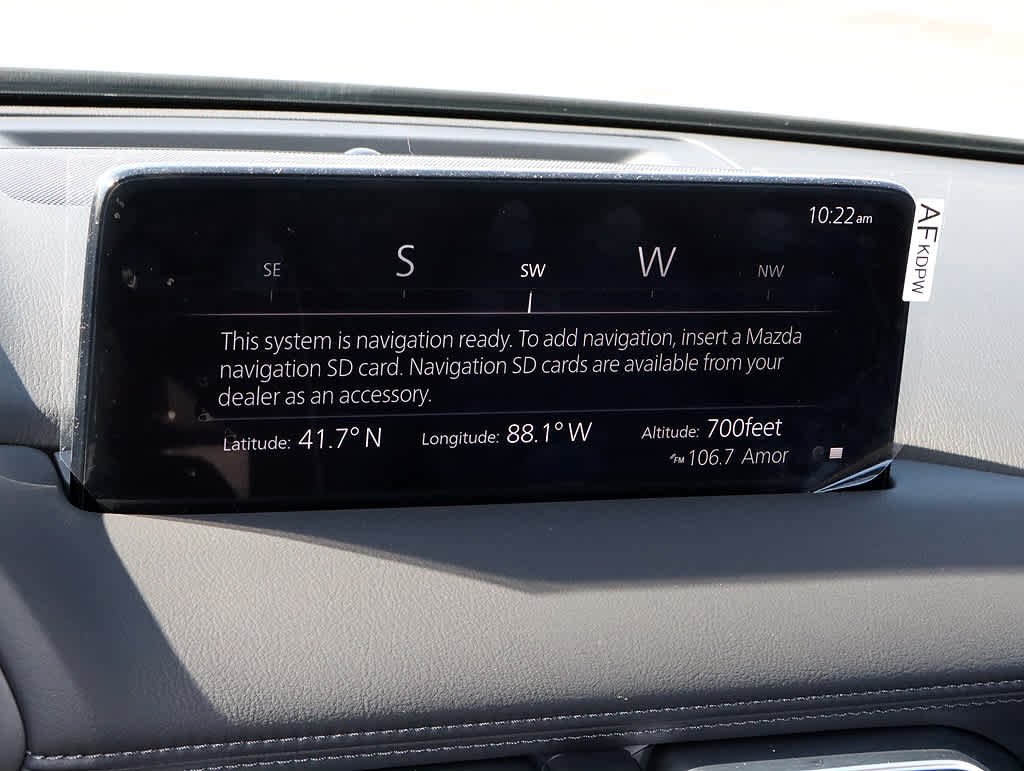 10:22 am
SE S SW W NW
This system is navigation ready. To add navigation, insert a Mazda
navigation SD card. Navigation SD cards are available from your
dealer as an accessory.
Latitude: 41.7° N Longitude: 88.1° W Altitude: 700feet
FM 106.7 Amor
AF KDPW